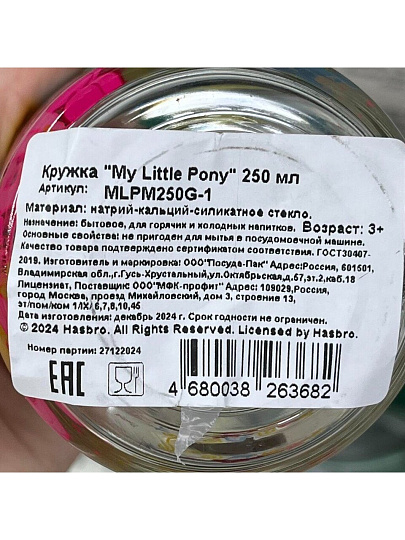 Кружка "My Little Pony" 250 мл
Артикул: MLPM250G-1
Материал: натрий-кальций-силикатное стекло.
Назначение: бытовое, для горячих и холодных напитков. Возраст: 3+
Основные свойства: не пригоден для мытья в посудомоечной машине.
Качество товара подтверждено сертификатом соответствия. ГОСТ30407-
2019. Изготовитель и маркировка: ООО"Посуда-Пак" Адрес:Россия, 601501,
Владимирская обл.,г.Гусь-Хрустальный,ул.Октябрьская,д.57,эт.2,каб.18
Лицензиат, Поставщик ООО"МФК-профит" Адрес: 109029,Россия,
город Москва, проезд Михайловский, дом 3, строение 13,
эт/пом/ком 1/IX/ 6,7,8,10,45
Дата изготовления: декабрь 2024 г. Срок годности не ограничен.
© 2024 Hasbro. All Rights Reserved. Licensed by Hasbro.
Номер партии: 27122024
EAC
4 680038 263682